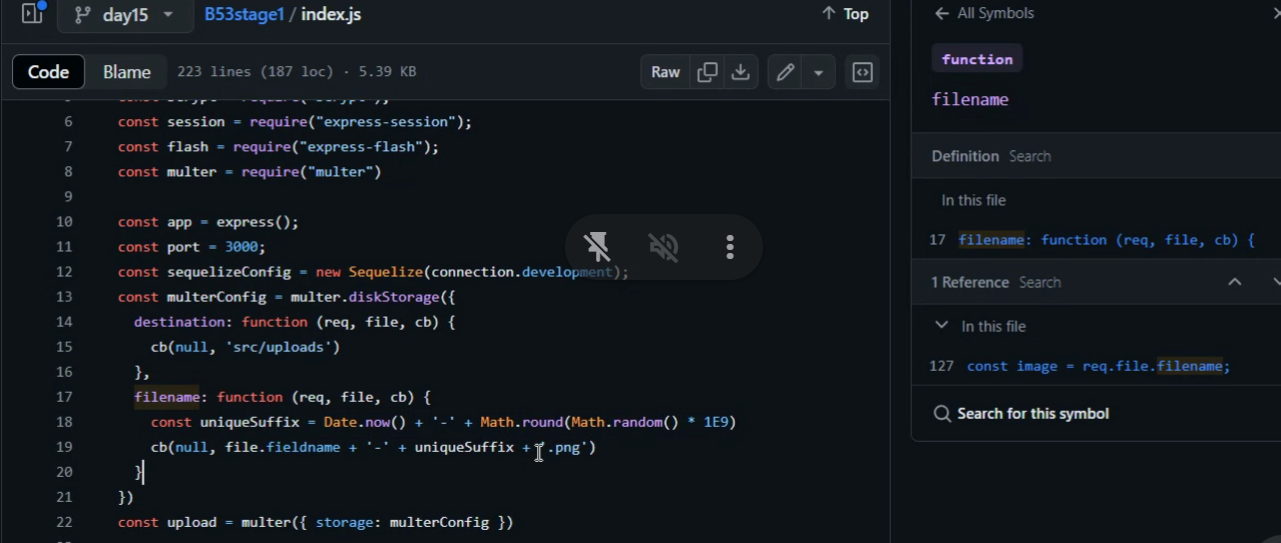 day15 B53stage1 / index.js Top
Code Blame 223 lines (187 loc) · 5.39 KB Raw
6 const session = require("express-session");
7 const flash = require("express-flash");
8 const multer = require("multer")
9
10 const app = express();
11 const port = 3000;
12 const sequelizeConfig = new Sequelize(connection.development);
13 const multerConfig = multer.diskStorage({
14 destination: function (req, file, cb) {
15 cb(null, 'src/uploads')
16 },
17 filename: function (req, file, cb) {
18 const uniqueSuffix = Date.now() + '-' + Math.round(Math.random() * 1E9)
19 cb(null, file.fieldname + '-' + uniqueSuffix + '.png')
20 }
21 })
22 const upload = multer({ storage: multerConfig })
All Symbols
function
filename
Definition Search
In this file
17 filename: function (req, file, cb) {
1 Reference Search
In this file
127 const image = req.file.filename;
Search for this symbol